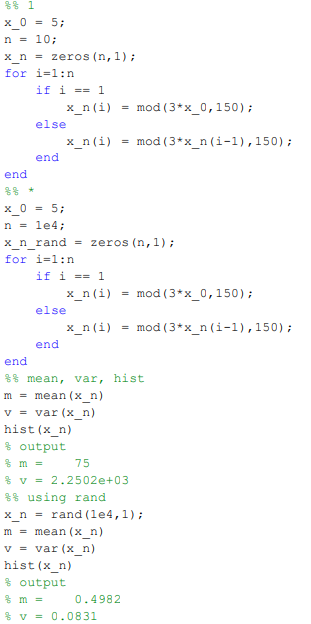 %% 1
x_0 = 5;
n = 10;
x_n = zeros(n,1);
for i=1:n
    if i == 1
        x_n(i) = mod(3*x_0,150);
    else
        x_n(i) = mod(3*x_n(i-1),150);
    end
end
%% *
x_0 = 5;
n = 1e4;
x_n_rand = zeros(n,1);
for i=1:n
    if i == 1
        x_n(i) = mod(3*x_0,150);
    else
        x_n(i) = mod(3*x_n(i-1),150);
    end
end
%% mean, var, hist
m = mean(x_n)
v = var(x_n)
hist(x_n)
% output
% m =    75
% v = 2.2502e+03
%% using rand
x_n = rand(1e4,1);
m = mean(x_n)
v = var(x_n)
hist(x_n)
% output
% m =    0.4982
% v = 0.0831